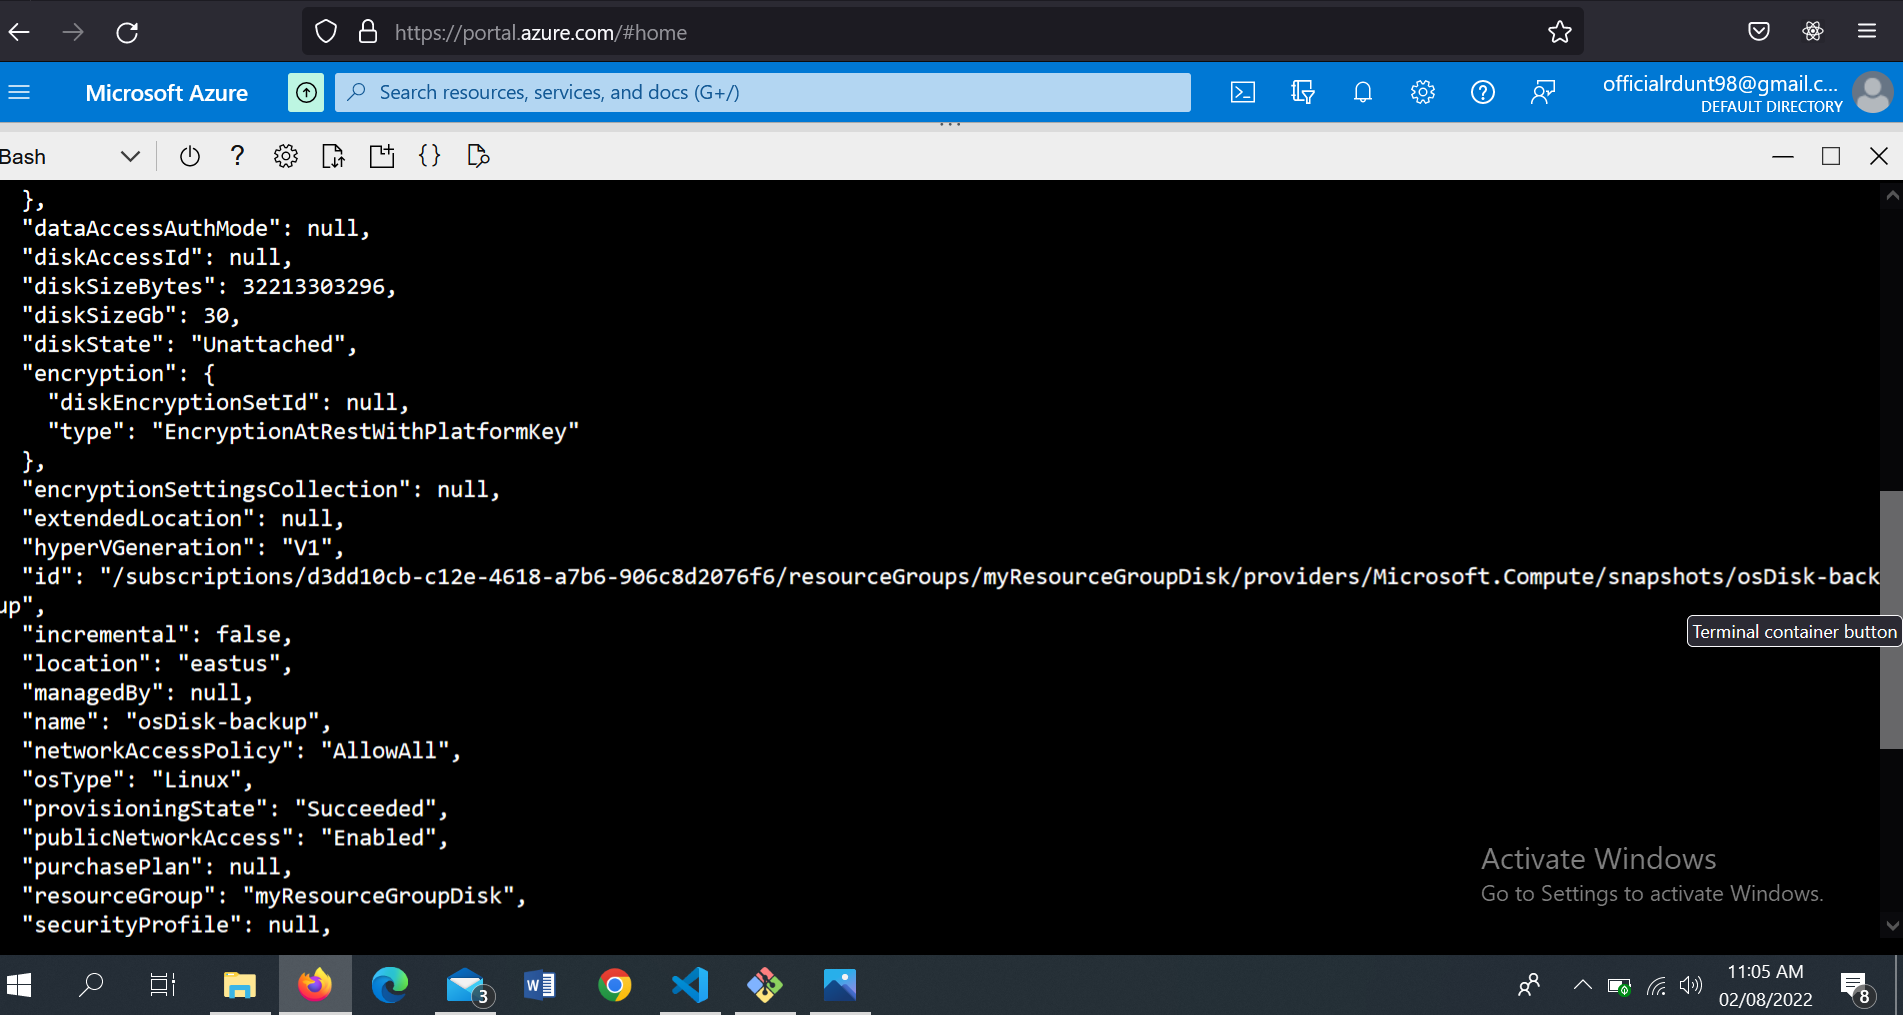 https://portal.azure.com/#home
Microsoft Azure
Search resources, services, and docs (G+/)
officialrdunt98@gmail.c...
DEFAULT DIRECTORY
Bash
},
"dataAccessAuthMode": null,
"diskAccessId": null,
"diskSizeBytes": 32213303296,
"diskSizeGb": 30,
"diskState": "Unattached",
"encryption": {
"diskEncryptionSetId": null,
"type": "EncryptionAtRestWithPlatformKey"
},
"encryptionSettingsCollection": null,
"extendedLocation": null,
"hyperVGeneration": "V1",
"id": "/subscriptions/d3dd10cb-c12e-4618-a7b6-906c8d2076f6/resourceGroups/myResourceGroupDisk/providers/Microsoft.Compute/snapshots/osDisk-back
up",
"incremental": false,
Terminal container button
"location": "eastus",
"managedBy": null,
"name": "osDisk-backup",
"networkAccessPolicy": "AllowAll",
"osType": "Linux",
"provisioningState": "Succeeded",
"publicNetworkAccess": "Enabled",
"purchasePlan": null,
"resourceGroup": "myResourceGroupDisk",
"securityProfile": null,
Activate Windows
Go to Settings to activate Windows.
3
11:05 AM
02/08/2022
8